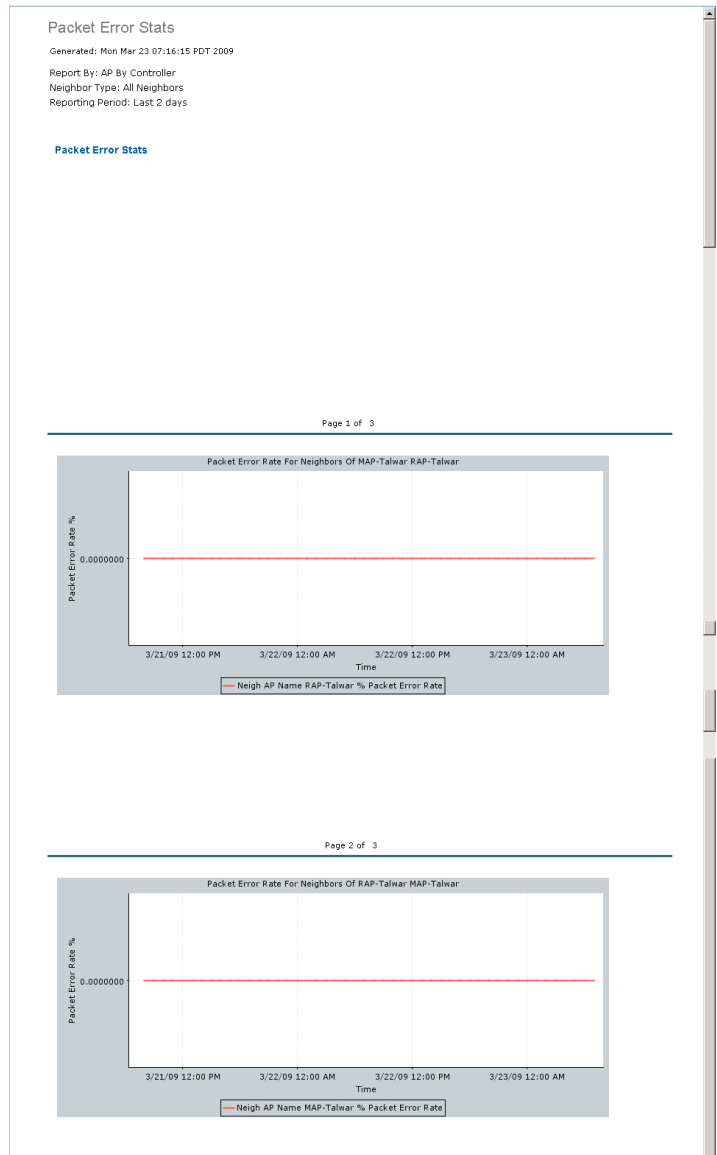 Packet Error Stats
Generated: Mon Mar 23 07:16:15 PDT 2009
Report By: AP By Controller
Neighbor Type: All Neighbors
Reporting Period: Last 2 days
Packet Error Stats
Page 1 of 3
Packet Error Rate For Neighbors Of MAP-Talwar RAP-Talwar
Packet Error Rate %
0.0000000
3/21/09 12:00 PM 3/22/09 12:00 AM 3/22/09 12:00 PM 3/23/09 12:00 AM
Time
Neigh AP Name RAP-Talwar % Packet Error Rate
Page 2 of 3
Packet Error Rate For Neighbors Of RAP-Talwar MAP-Talwar
Packet Error Rate %
0.0000000
3/21/09 12:00 PM 3/22/09 12:00 AM 3/22/09 12:00 PM 3/23/09 12:00 AM
Time
Neigh AP Name MAP-Talwar % Packet Error Rate